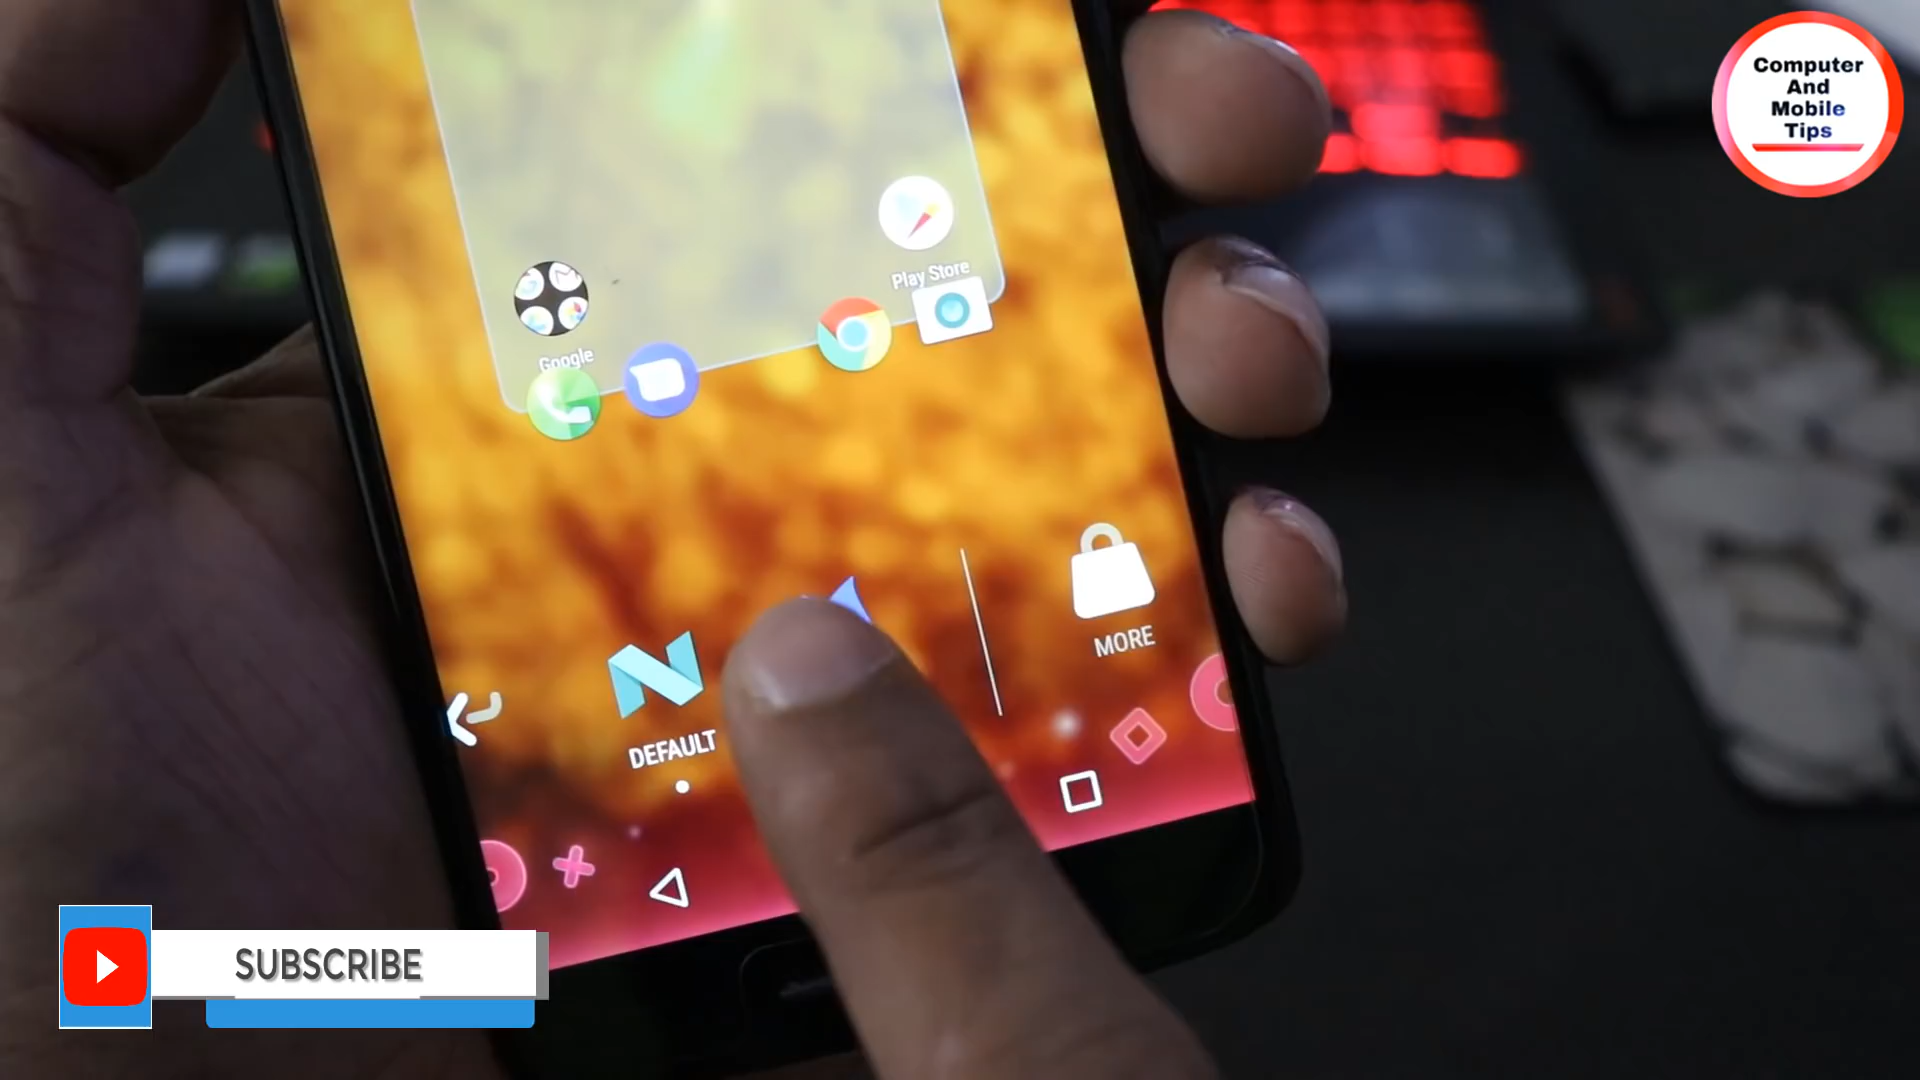 Computer
And
Mobile
Tips
Play Store
Google
MORE
DEFAULT
SUBSCRIBE